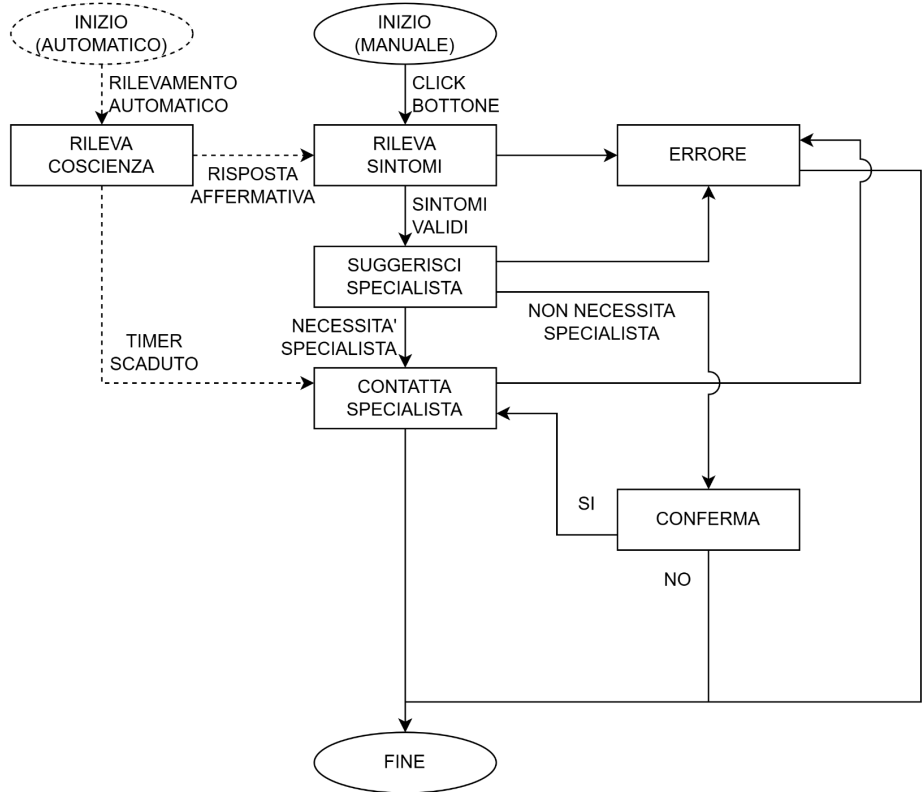 INIZIO
(AUTOMATICO)
INIZIO
(MANUALE)
RILEVAMENTO
AUTOMATICO
CLICK
BOTTONE
RILEVA
COSCIENZA
RILEVA
SINTOMI
ERRORE
RISPOSTA
AFFERMATIVA
SINTOMI
VALIDI
SUGGERISCI
SPECIALISTA
NON NECESSITA
SPECIALISTA
NECESSITA'
SPECIALISTA
TIMER
SCADUTO
CONTATTA
SPECIALISTA
SI
CONFERMA
NO
FINE